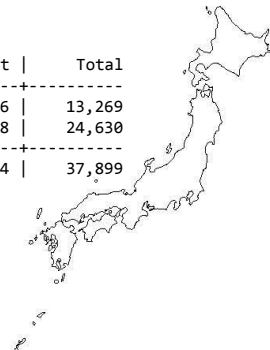 t |      Total
--+----------
6 |     13,269
8 |     24,630
--+----------
4 |     37,899